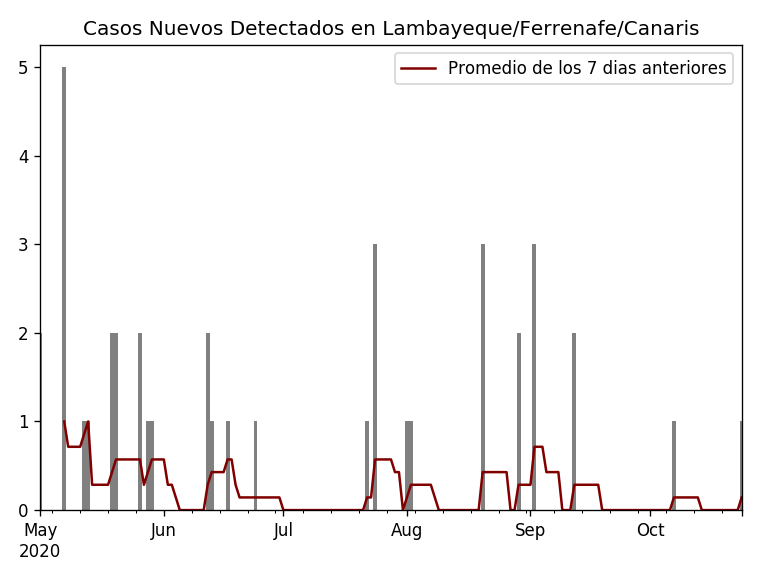 Casos Nuevos Detectados en Lambayeque/Ferrenafe/Canaris
Promedio de los 7 dias anteriores
5
4
3
2
1
0
May Jun Jul Aug Sep Oct
2020